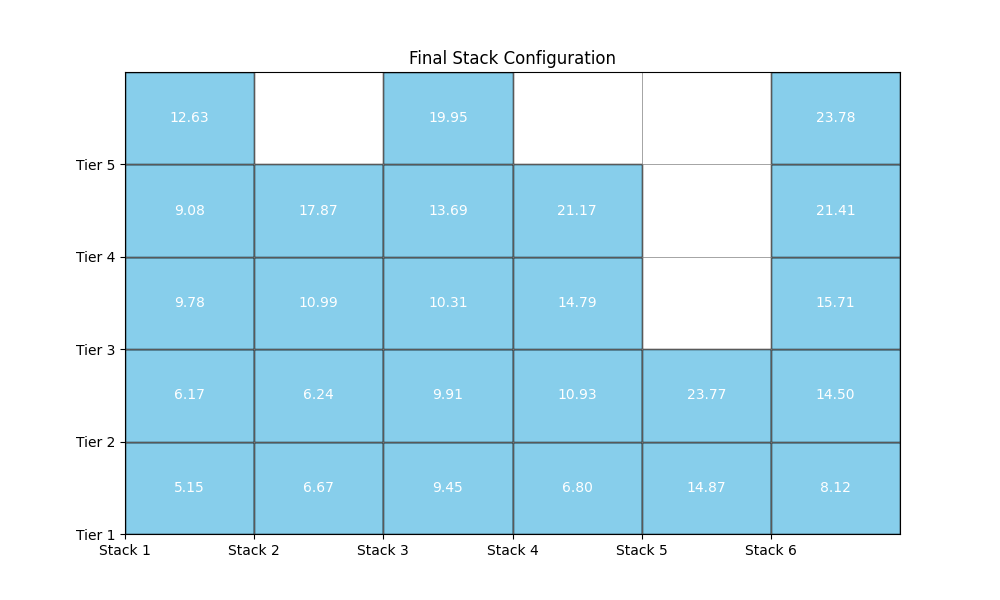 Final Stack Configuration
12.63 19.95 23.78
Tier 5
9.08 17.87 13.69 21.17 21.41
Tier 4
9.78 10.99 10.31 14.79 15.71
Tier 3
6.17 6.24 9.91 10.93 23.77 14.50
Tier 2
5.15 6.67 9.45 6.80 14.87 8.12
Tier 1
Stack 1 Stack 2 Stack 3 Stack 4 Stack 5 Stack 6